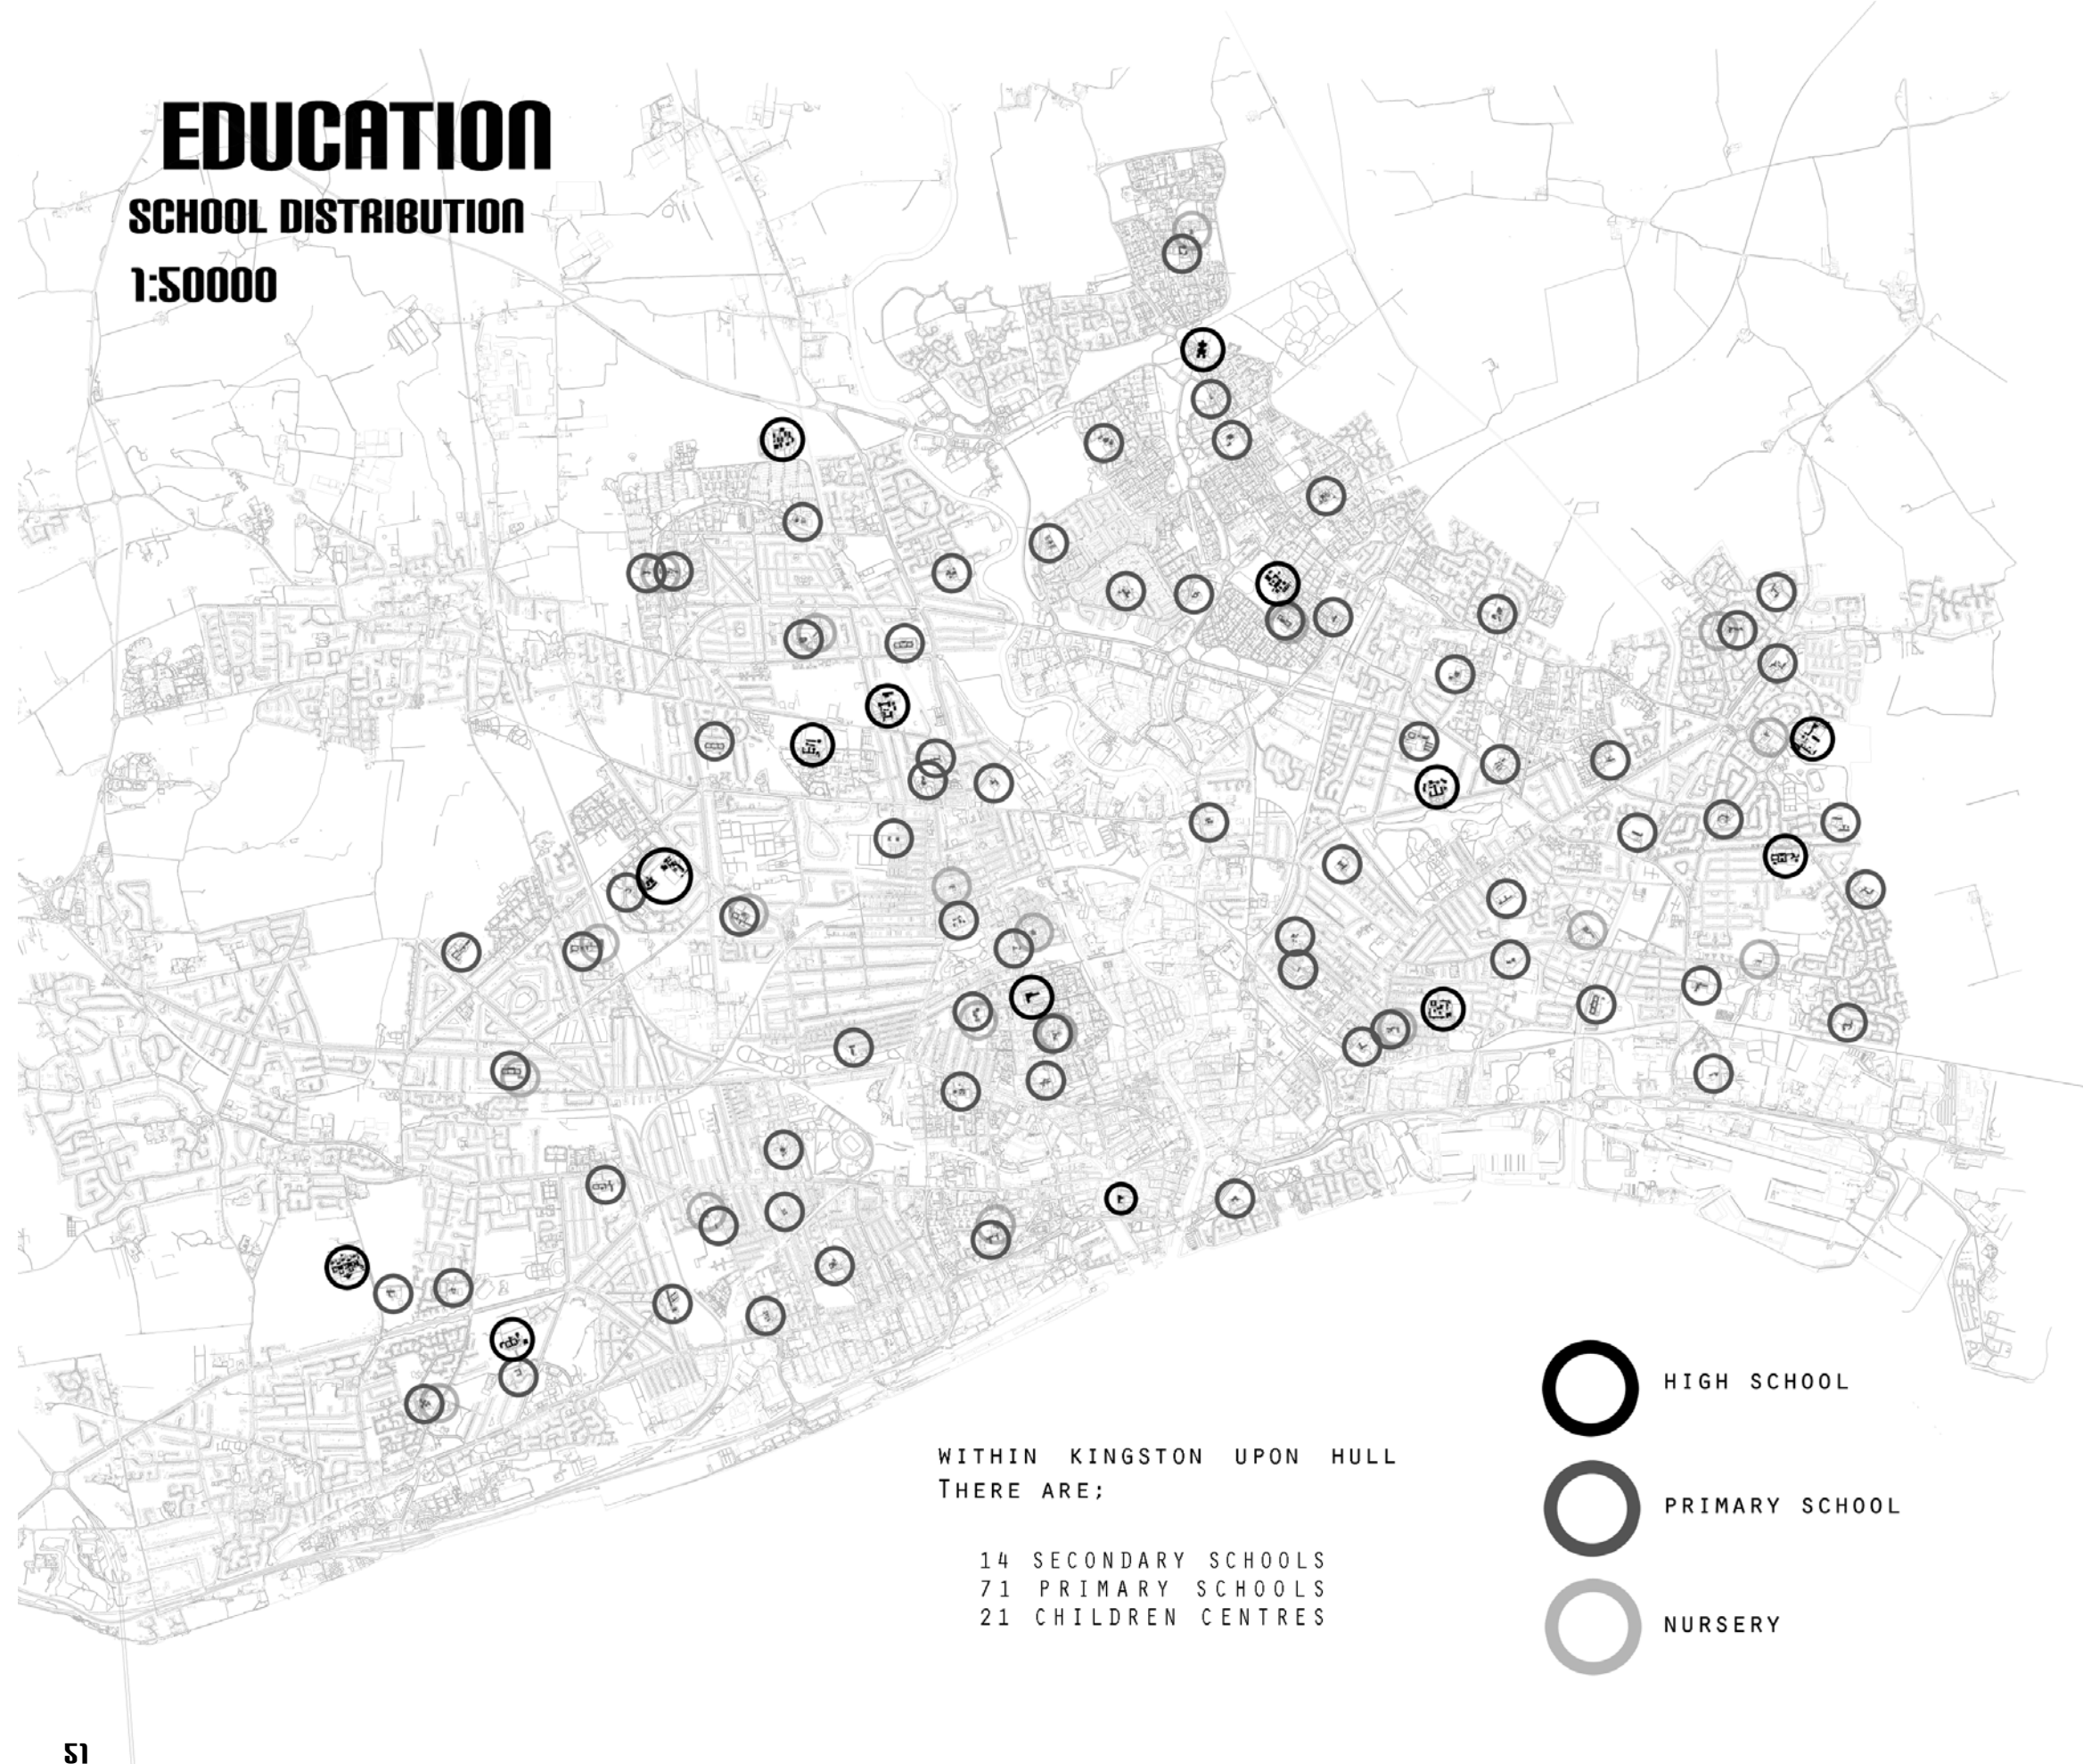 EDUCATION
SCHOOL DISTRIBUTION
1:50000
HIGH SCHOOL
PRIMARY SCHOOL
NURSERY
WITHIN KINGSTON UPON HULL
THERE ARE;
14 SECONDARY SCHOOLS
71 PRIMARY SCHOOLS
21 CHILDREN CENTRES
51